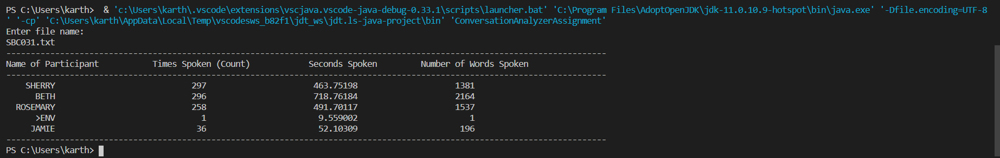 PS C:\Users\karth>  & 'c:\Users\karth\.vscode\extensions\vscjava.vscode-java-debug-0.33.1\scripts\launcher.bat' 'C:\Program Files\AdoptOpenJDK\jdk-11.0.10.9-hotspot\bin\java.exe' '-Dfile.encoding=UTF-8
' '-cp' 'C:\Users\karth\AppData\Local\Temp\vscodesws_b82f1\jdt_ws\jdt.ls-java-project\bin' 'ConversationAnalyzerAssignment'
Enter file name:
SBC031.txt
---------------------------------------------------------------------------------------------------------------------------
Name of Participant           Times Spoken (Count)            Seconds Spoken         Number of Words Spoken
---------------------------------------------------------------------------------------------------------------------------
    SHERRY                            297                      463.75198                    1381
      BETH                            296                      718.76184                    2164
  ROSEMARY                            258                      491.70117                    1537
      >ENV                              1                       9.559002                       1
     JAMIE                             36                       52.10309                     196
---------------------------------------------------------------------------------------------------------------------------
PS C:\Users\karth>